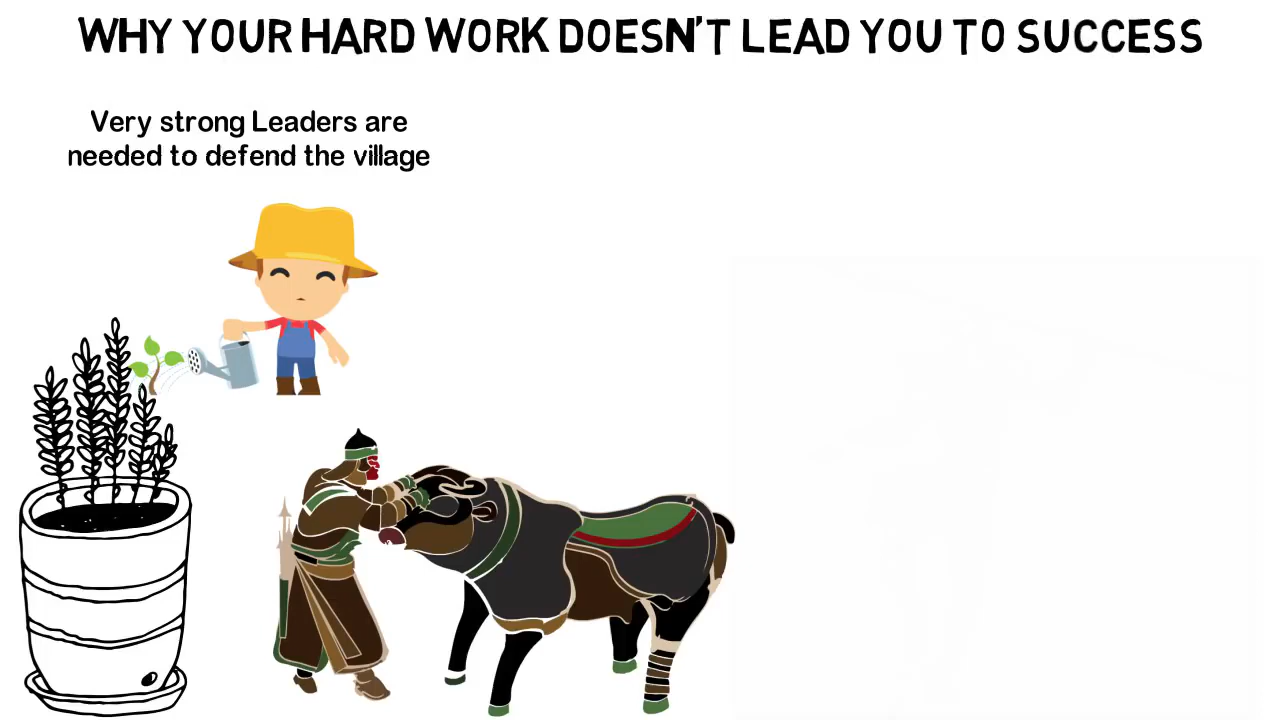 WHY YOUR HARD WORK DOESN'T LEAD YOU TO SUCCESS
Very strong Leaders are
needed to defend the village